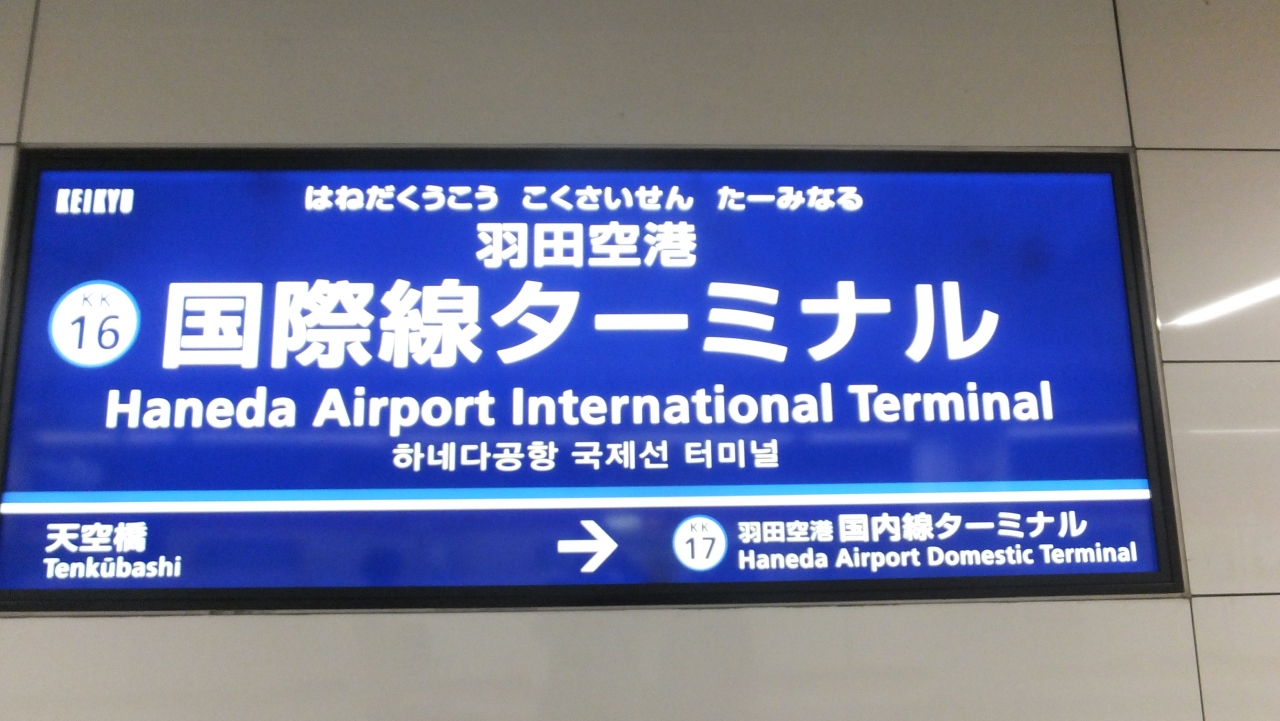 KEIKYU
はねだくうこう こくさいせん たーみなる
羽田空港
KK
16
国際線ターミナル
Haneda Airport International Terminal
하네다공항 국제선 터미널
天空橋
Tenkūbashi
→
KK
17
羽田空港 国内線ターミナル
Haneda Airport Domestic Terminal